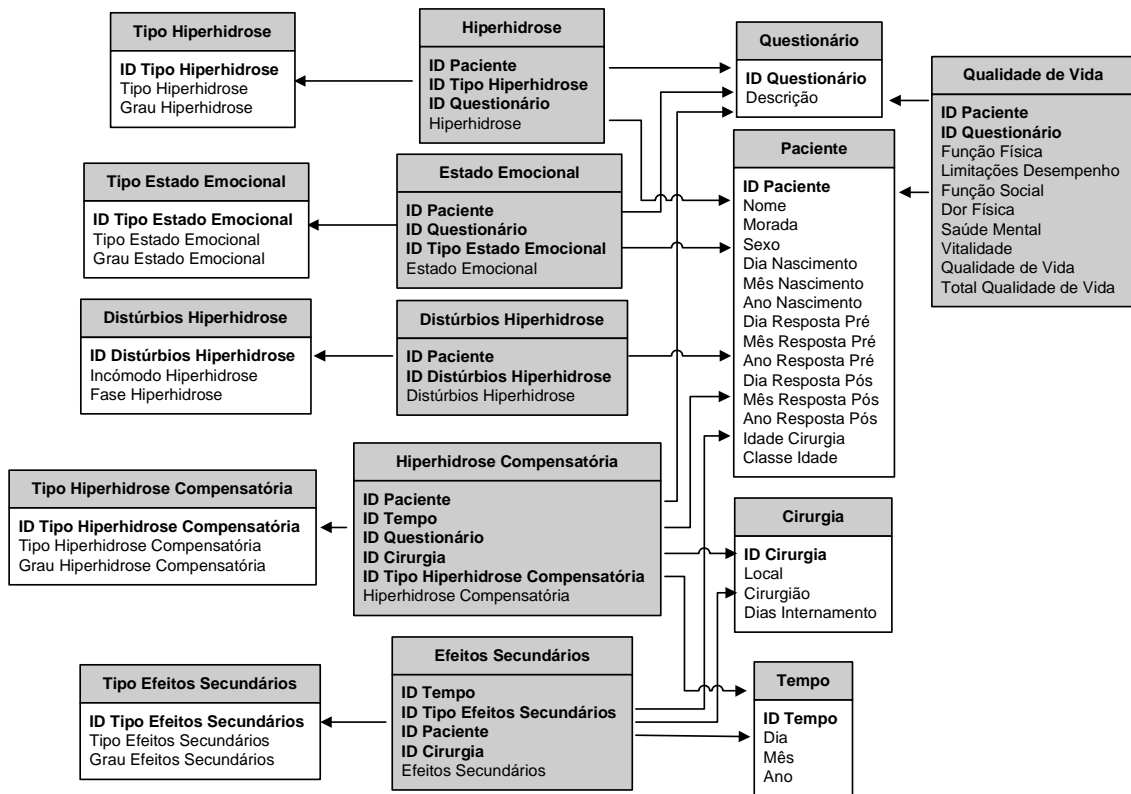 Tipo Hiperhidrose
ID Tipo Hiperhidrose
Tipo Hiperhidrose
Grau Hiperhidrose
Hiperhidrose
ID Paciente
ID Tipo Hiperhidrose
ID Questionário
Hiperhidrose
Questionário
ID Questionário
Descrição
Qualidade de Vida
ID Paciente
ID Questionário
Função Física
Limitações Desempenho
Função Social
Dor Física
Saúde Mental
Vitalidade
Qualidade de Vida
Total Qualidade de Vida
Tipo Estado Emocional
ID Tipo Estado Emocional
Tipo Estado Emocional
Grau Estado Emocional
Estado Emocional
ID Paciente
ID Questionário
ID Tipo Estado Emocional
Estado Emocional
Paciente
ID Paciente
Nome
Morada
Sexo
Dia Nascimento
Mês Nascimento
Ano Nascimento
Dia Resposta Pré
Mês Resposta Pré
Ano Resposta Pré
Dia Resposta Pós
Mês Resposta Pós
Ano Resposta Pós
Idade Cirurgia
Classe Idade
Distúrbios Hiperhidrose
ID Distúrbios Hiperhidrose
Incómodo Hiperhidrose
Fase Hiperhidrose
Distúrbios Hiperhidrose
ID Paciente
ID Distúrbios Hiperhidrose
Distúrbios Hiperhidrose
Tipo Hiperhidrose Compensatória
ID Tipo Hiperhidrose Compensatória
Tipo Hiperhidrose Compensatória
Grau Hiperhidrose Compensatória
Hiperhidrose Compensatória
ID Paciente
ID Tempo
ID Questionário
ID Cirurgia
ID Tipo Hiperhidrose Compensatória
Hiperhidrose Compensatória
Cirurgia
ID Cirurgia
Local
Cirurgião
Dias Internamento
Tipo Efeitos Secundários
ID Tipo Efeitos Secundários
Tipo Efeitos Secundários
Grau Efeitos Secundários
Efeitos Secundários
ID Tempo
ID Tipo Efeitos Secundários
ID Paciente
ID Cirurgia
Efeitos Secundários
Tempo
ID Tempo
Dia
Mês
Ano